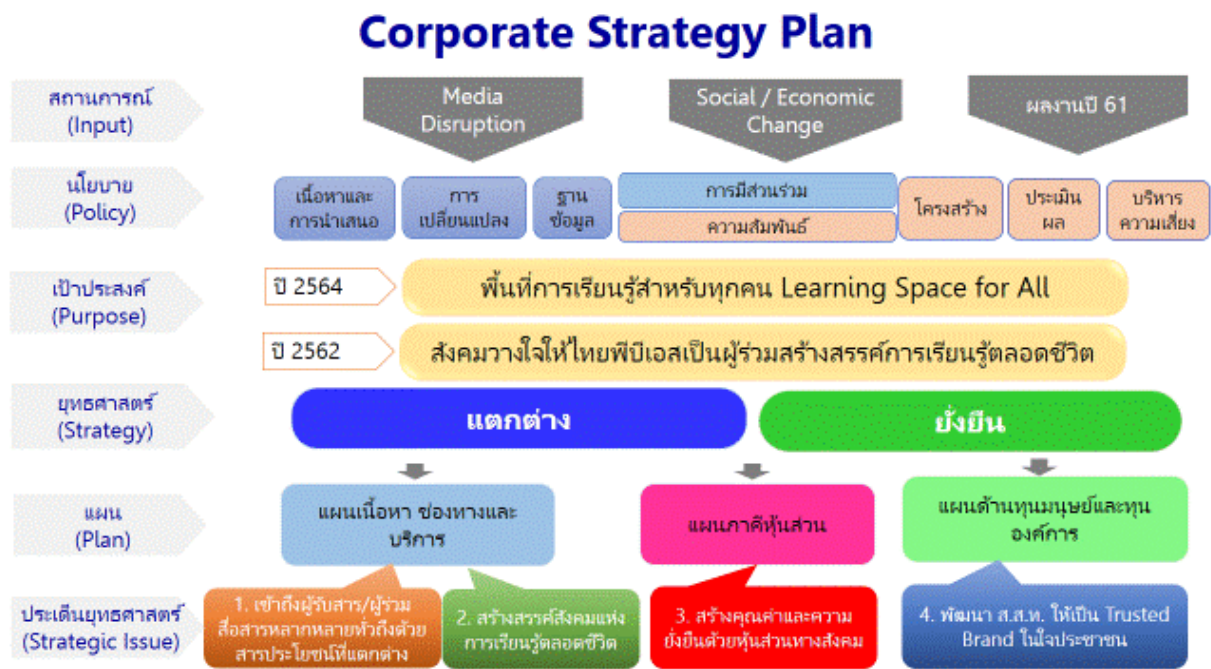 Corporate Strategy Plan
สถานการณ์
(Input)
Media
Disruption
Social / Economic
Change
ผลงานปี 61
นโยบาย
(Policy)
เนื้อหาและ
การนำเสนอ
การ
เปลี่ยนแปลง
ฐาน
ข้อมูล
การมีส่วนร่วม
ความสัมพันธ์
โครงสร้าง
ประเมิน
ผล
บริหาร
ความเสี่ยง
เป้าประสงค์
(Purpose)
ปี 2564
พื้นที่การเรียนรู้สำหรับทุกคน Learning Space for All
ปี 2562
สังคมวางใจให้ไทยพีบีเอสเป็นผู้ร่วมสร้างสรรค์การเรียนรู้ตลอดชีวิต
ยุทธศาสตร์
(Strategy)
แตกต่าง
ยั่งยืน
แผน
(Plan)
แผนเนื้อหา ช่องทางและ
บริการ
แผนภาคีหุ้นส่วน
แผนด้านทุนมนุษย์และทุน
องค์การ
ประเด็นยุทธศาสตร์
(Strategic Issue)
1. เข้าถึงผู้รับสาร/ผู้ร่วม
สื่อสารหลากหลายทั่วถึงด้วย
สารประโยชน์ที่แตกต่าง
2. สร้างสรรค์สังคมแห่ง
การเรียนรู้ตลอดชีวิต
3. สร้างคุณค่าและความ
ยั่งยืนด้วยหุ้นส่วนทางสังคม
4. พัฒนา ส.ส.ท. ให้เป็น Trusted
Brand ในใจประชาชน